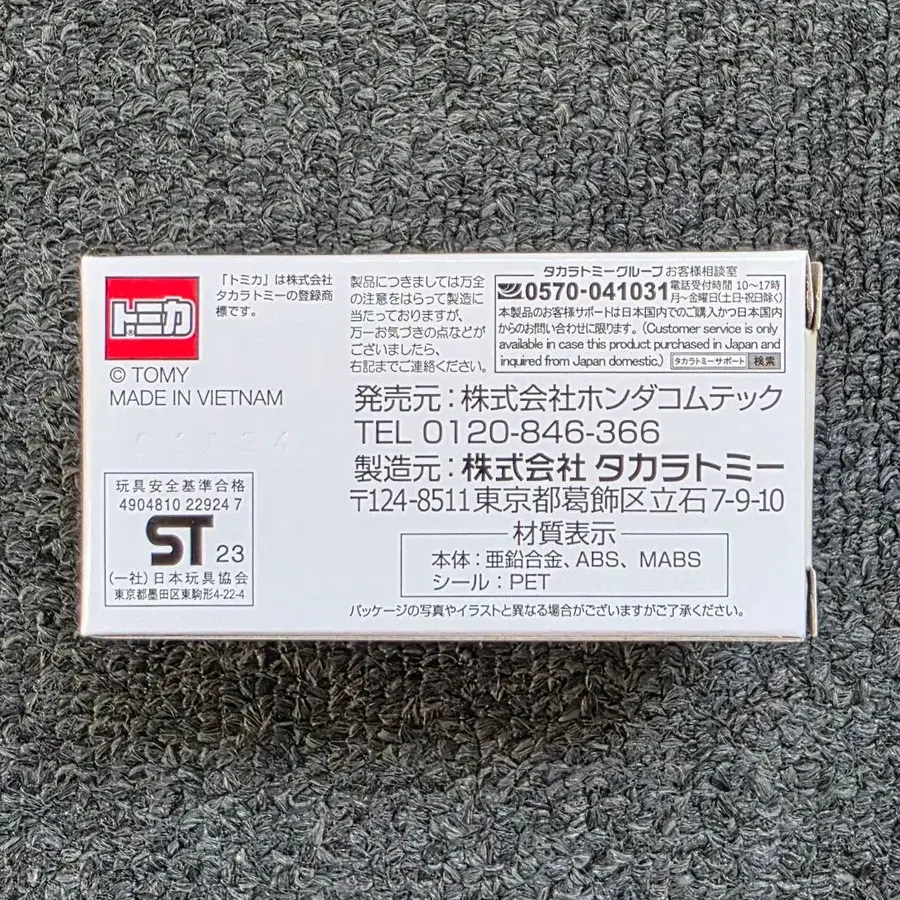 トミカ®
「トミカ」は株式会社
タカラトミーの登録商
標です。
© TOMY
MADE IN VIETNAM
玩具安全基準合格
4904810 22924 7
ST 23
(一社)日本玩具協会
東京都墨田区東駒形4-22-4
製品につきましては万全
の注意をはらって製造に
当たっておりますが、
万一お気づきの点などが
ございましたら、
右記までご連絡ください。
タカラトミーグループ お客様相談室
0570-041031 電話受付時間 10〜17時
月〜金曜日(土日・祝日除く)
本製品のお客様サポートは日本国内でのご購入かつ日本国内
からのお問い合わせに限ります。(Customer service is only
available in case this product purchased in Japan and
inquired from Japan domestic.) タカラトミーサポート 検索
発売元:株式会社ホンダコムテック
TEL 0120-846-366
製造元:株式会社 タカラトミー
〒124-8511東京都葛飾区立石7-9-10
材質表示
本体:亜鉛合金、ABS、MABS
シール:PET
パッケージの写真やイラストと異なる場合がございますがご了承ください。